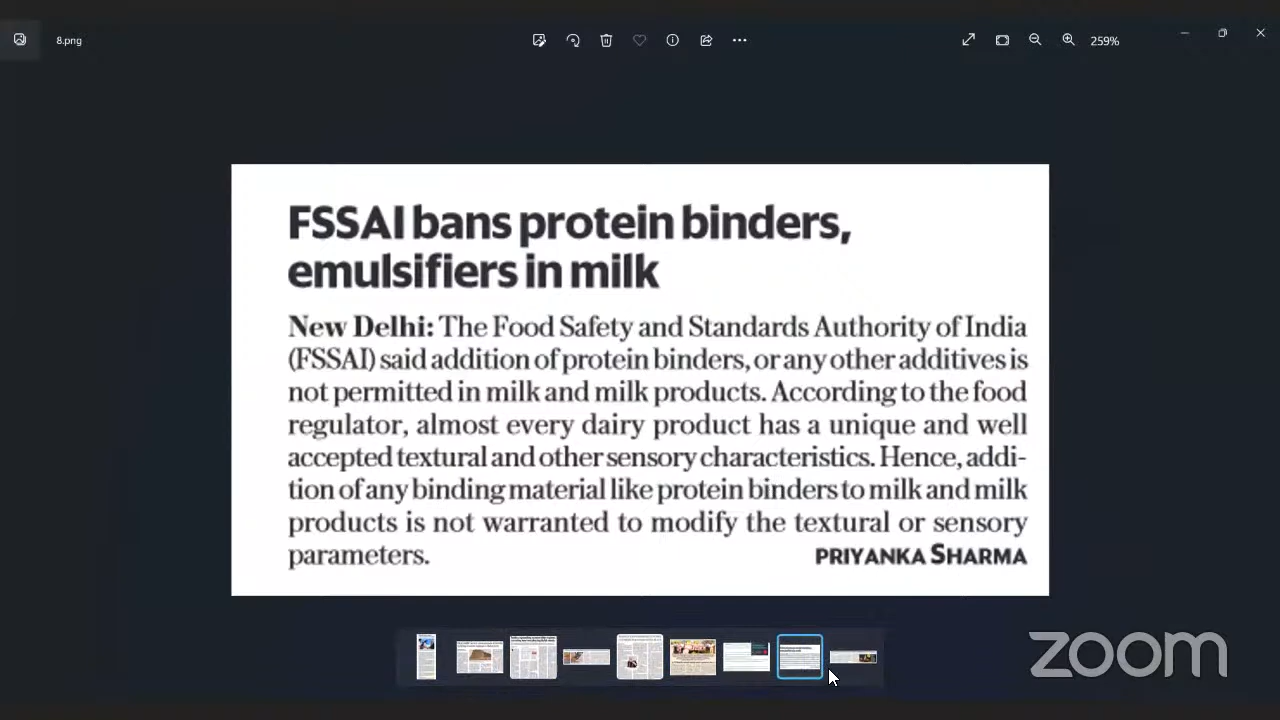 8.png
259%
FSSAI bans protein binders,
emulsifiers in milk
New Delhi: The Food Safety and Standards Authority of India
(FSSAI) said addition of protein binders, or any other additives is
not permitted in milk and milk products. According to the food
regulator, almost every dairy product has a unique and well
accepted textural and other sensory characteristics. Hence, addi-
tion of any binding material like protein binders to milk and milk
products is not warranted to modify the textural or sensory
parameters. PRIYANKA SHARMA
zoom